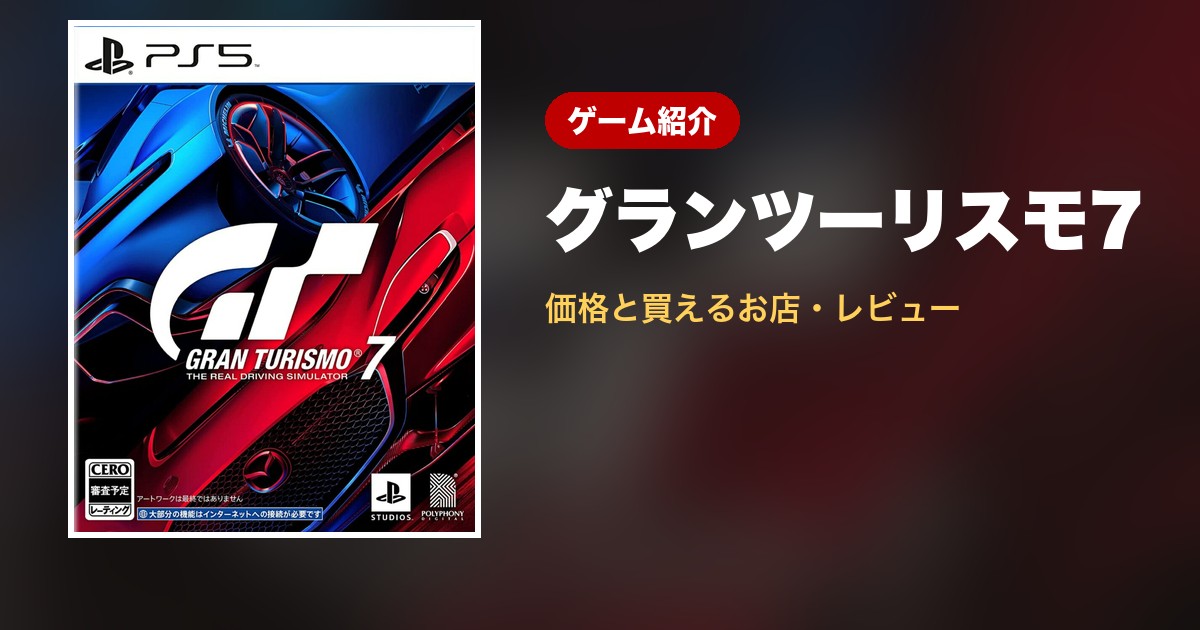 PS5
GT
GRAN TURISMO® 7
THE REAL DRIVING SIMULATOR
CERO
審査予定
レーティング
アートワークは最終ではありません
大部分の機能はインターネットへの接続が必要です
STUDIOS
POLYPHONY
DIGITAL
ゲーム紹介
グランツーリスモ7
価格と買えるお店・レビュー